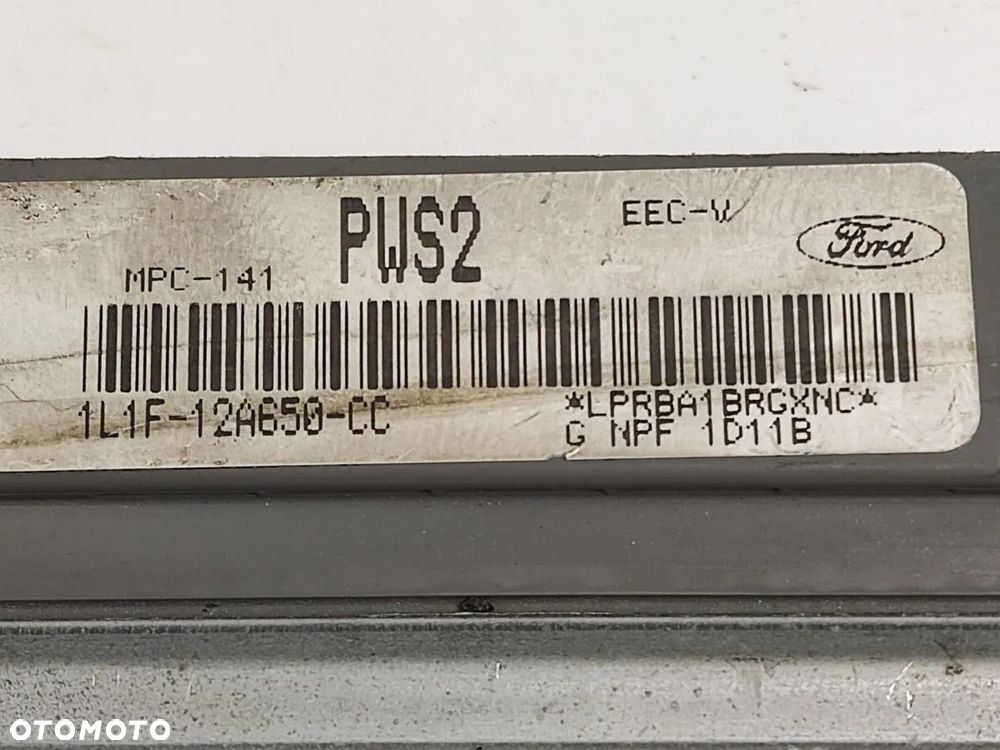 PWS2
EEC-V
Ford
MPC-141
1L1F-12A650-CC
*LPRBA1BRGXNC*
G NPF 1D11B
OTOMOTO